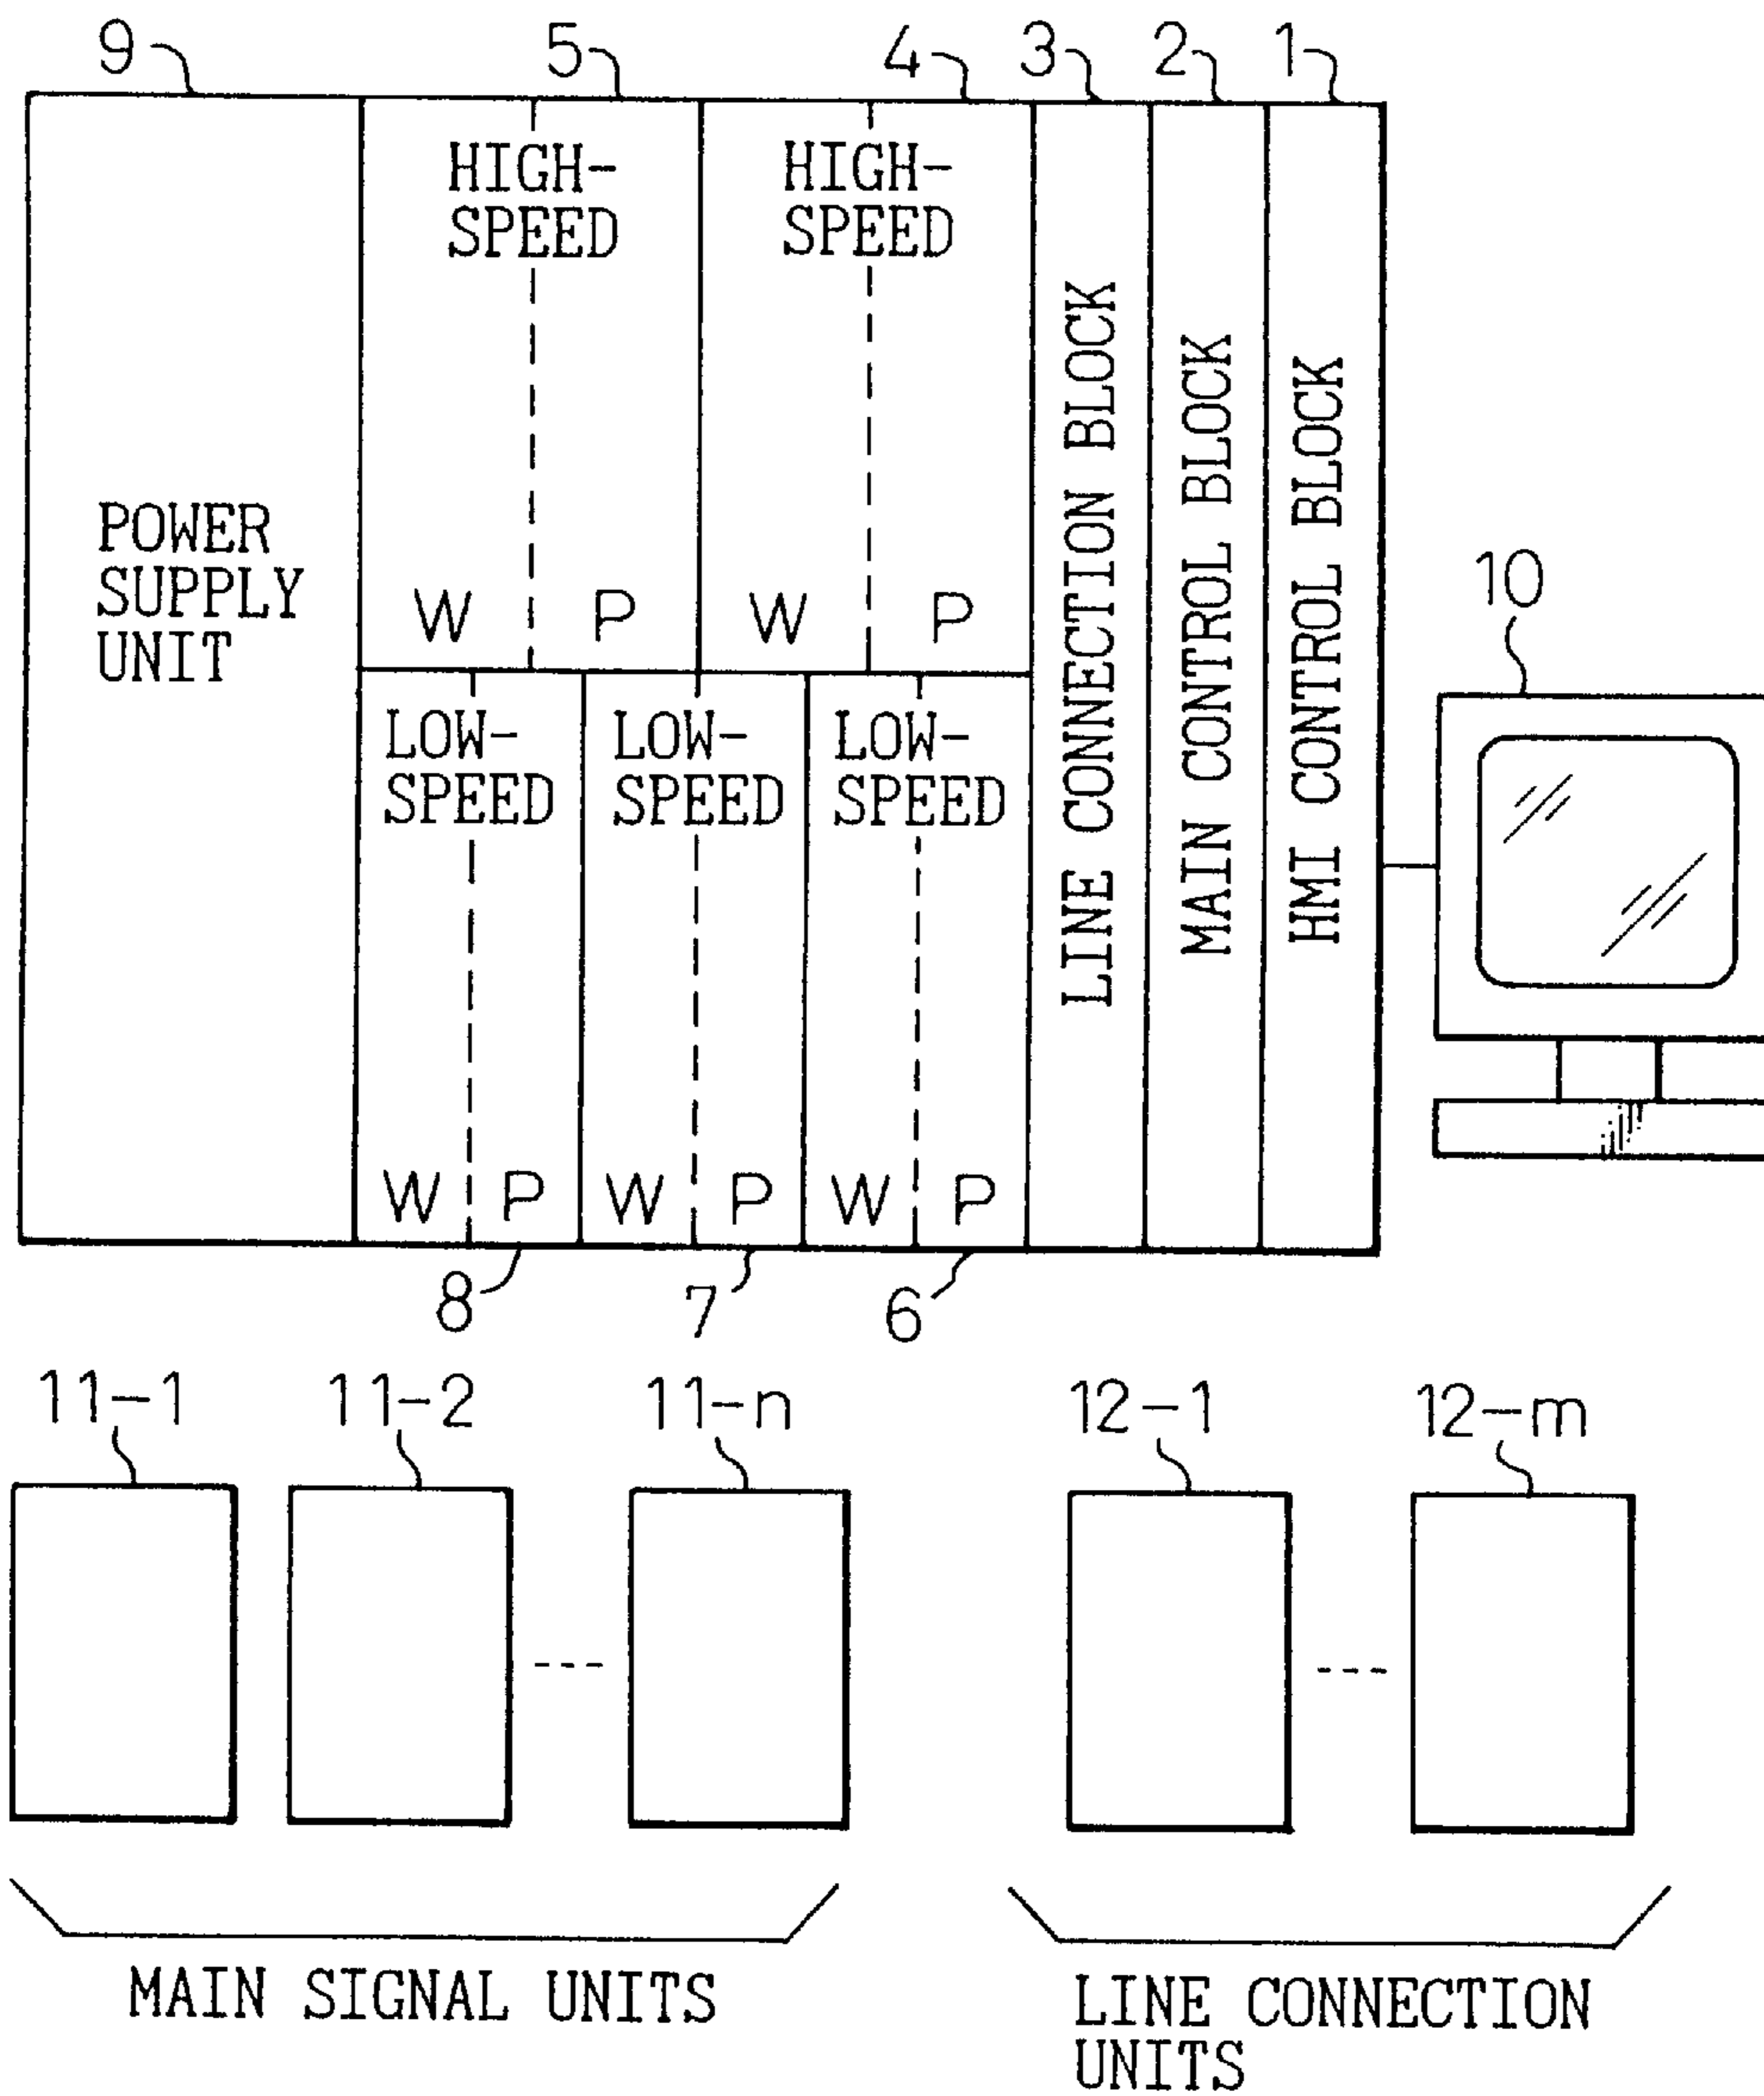 9 5 4 3 2 1
HIGH-
SPEED
HIGH-
SPEED
POWER
SUPPLY
UNIT
W P W P
LINE CONNECTION BLOCK
MAIN CONTROL BLOCK
HMI CONTROL BLOCK
10
LOW-
SPEED
LOW-
SPEED
LOW-
SPEED
W P W P W P
8 7 6
11-1 11-2 11-n 12-1 12-m
MAIN SIGNAL UNITS
LINE CONNECTION
UNITS